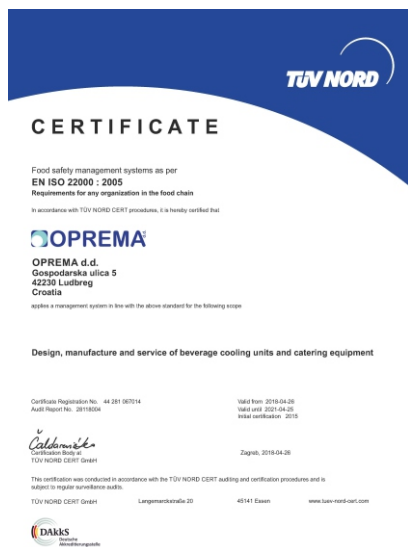 TÜV NORD
CERTIFICATE
Food safety management systems as per
EN ISO 22000 : 2005
Requirements for any organization in the food chain
In accordance with TÜV NORD CERT procedures, it is hereby certified that
OPREMA d.d.
OPREMA d.d.
Gospodarska ulica 5
42230 Ludbreg
Croatia
applies a management system in line with the above standard for the following scope
Design, manufacture and service of beverage cooling units and catering equipment
Certificate Registration No. 44 281 067014
Audit Report No. 28118004
Valid from 2018-04-26
Valid until 2021-04-25
Initial certification 2015
Certification Body at
TÜV NORD CERT GmbH
Zagreb, 2018-04-26
This certification was conducted in accordance with the TÜV NORD CERT auditing and certification procedures and is
subject to regular surveillance audits.
TÜV NORD CERT GmbH Langemarckstraße 20 45141 Essen www.tuev-nord-cert.com
DAkkS
Deutsche
Akkreditierungsstelle